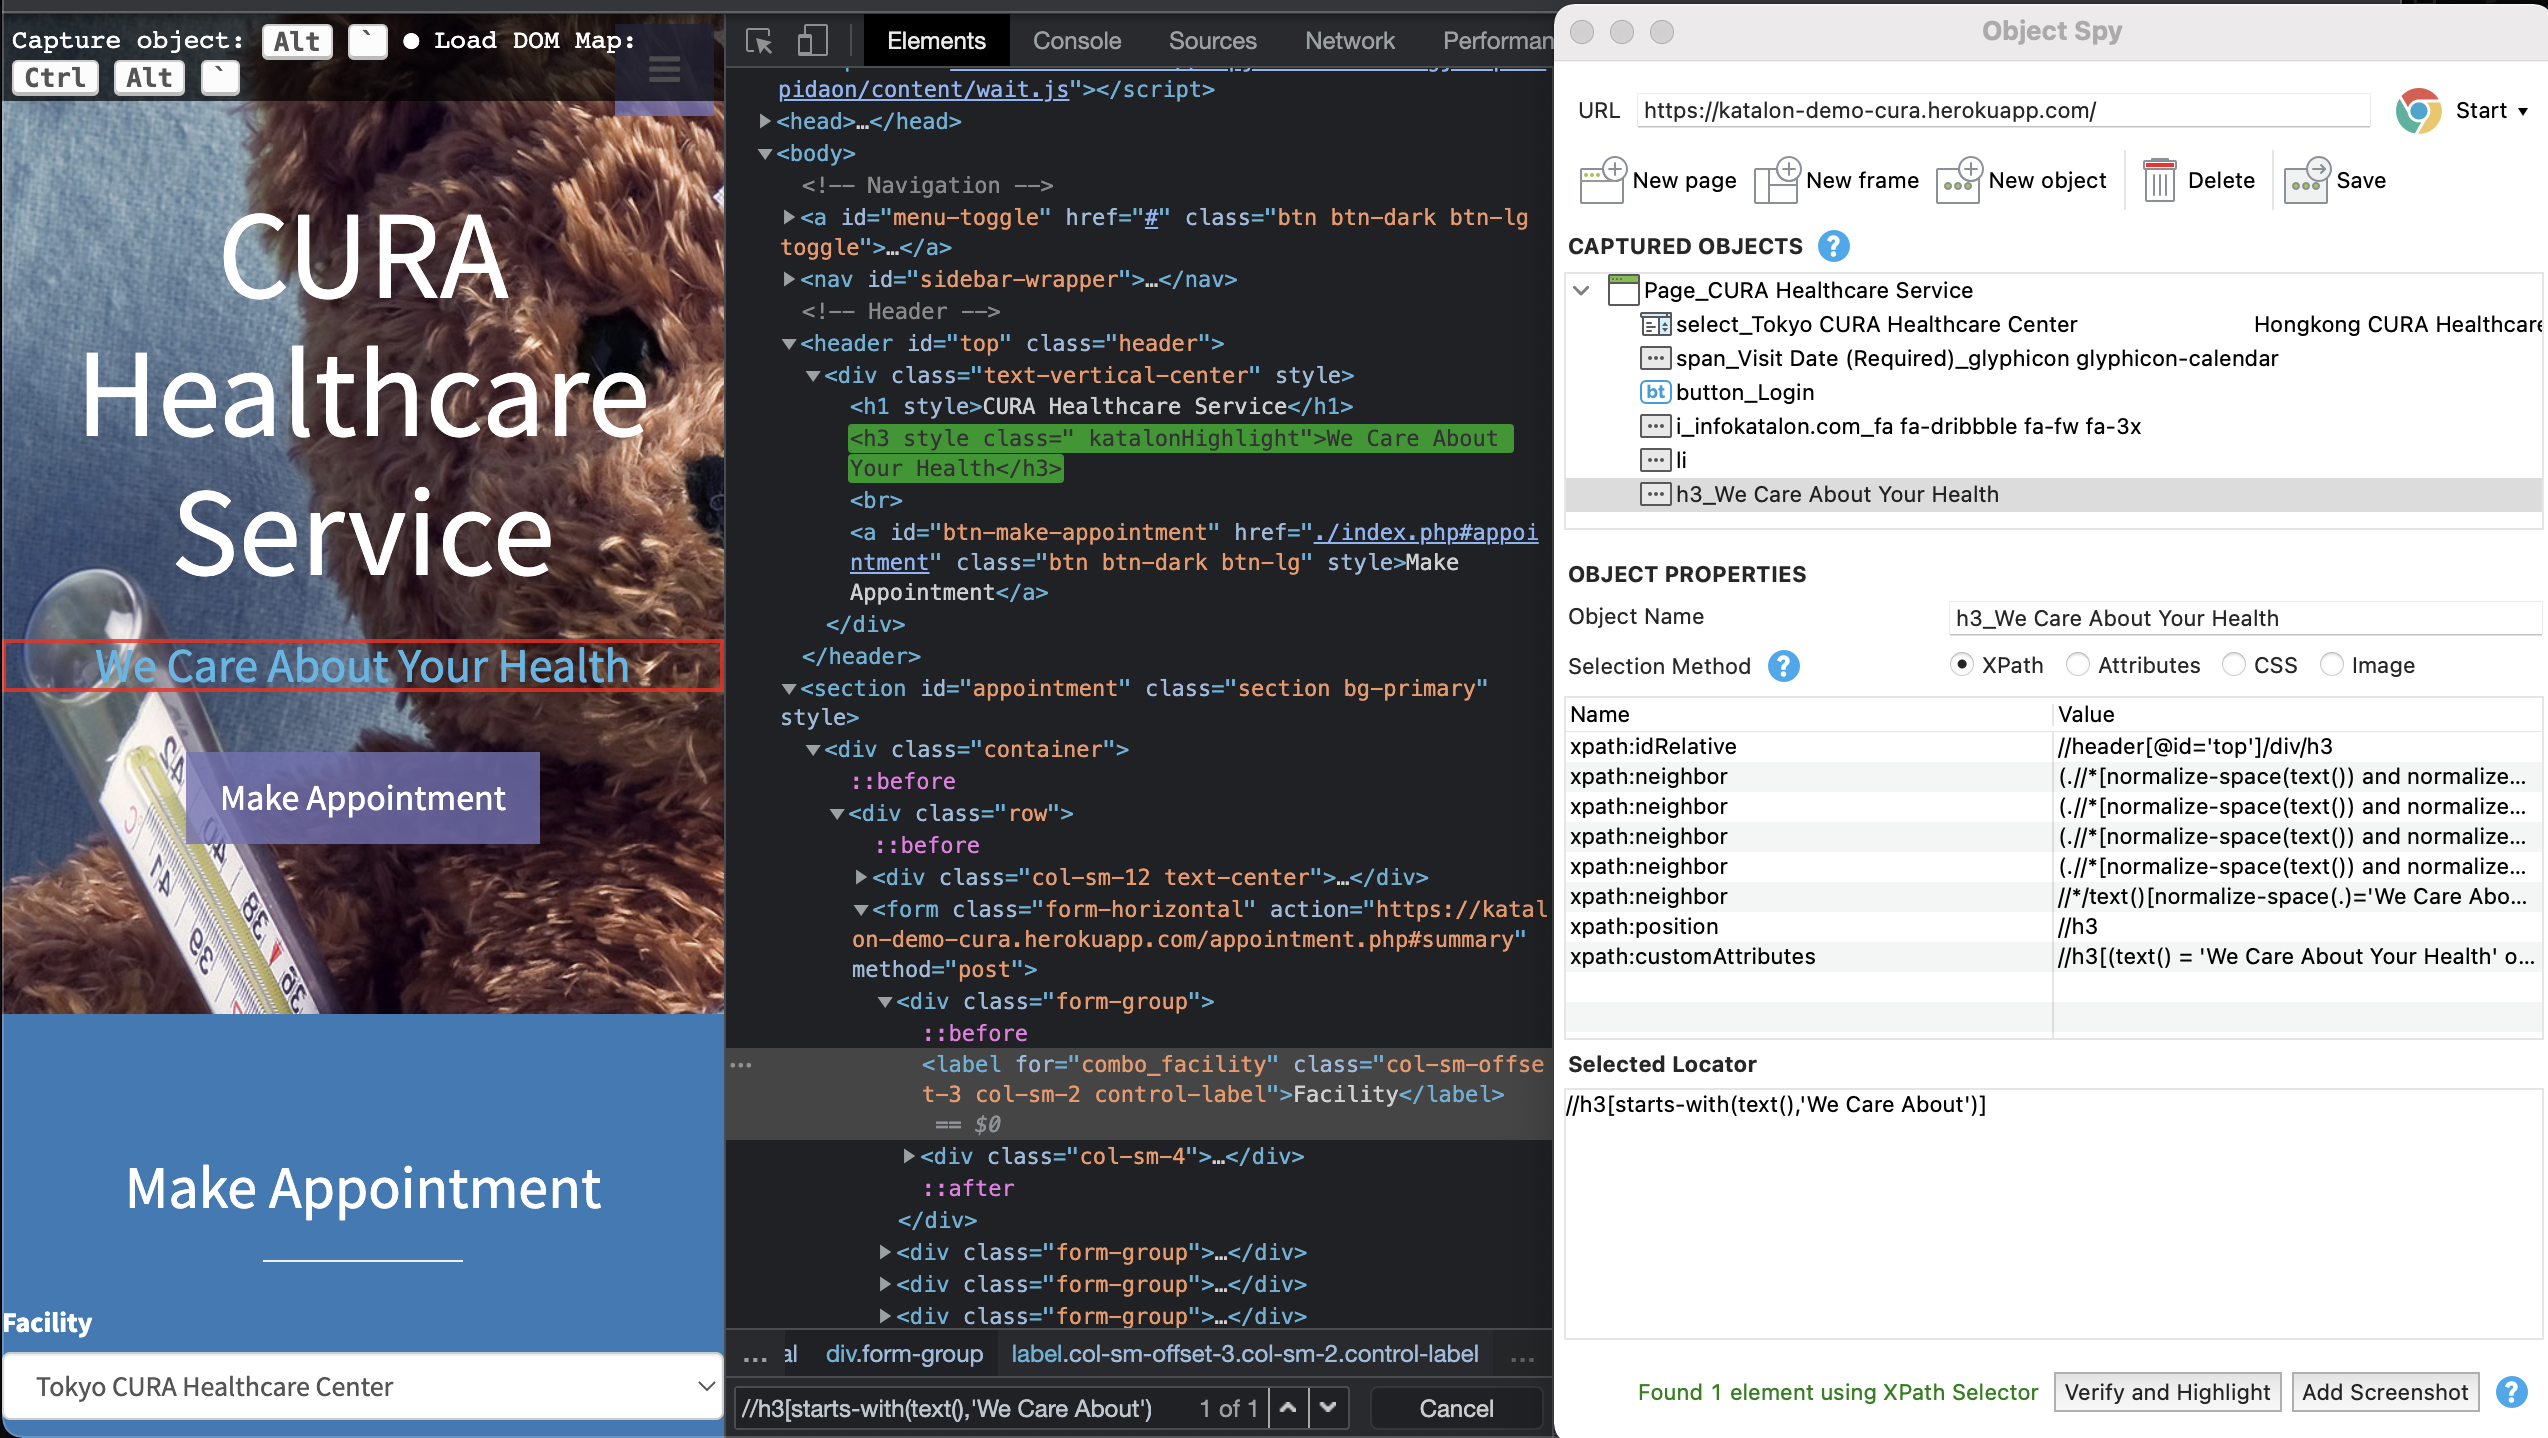 Capture object: Alt ` ● Load DOM Map:
Ctrl Alt `
CURA
Healthcare
Service
We Care About Your Health
Make Appointment
Make Appointment
Facility
Tokyo CURA Healthcare Center
Elements Console Sources Network Performan
pidaon/content/wait.js"></script>
<head>…</head>
<body>
<!-- Navigation -->
<a id="menu-toggle" href="#" class="btn btn-dark btn-lg
toggle">…</a>
<nav id="sidebar-wrapper">…</nav>
<!-- Header -->
<header id="top" class="header">
<div class="text-vertical-center" style>
<h1 style>CURA Healthcare Service</h1>
<h3 style class=" katalonHighlight">We Care About
Your Health</h3>
<br>
<a id="btn-make-appointment" href="./index.php#appoi
ntment" class="btn btn-dark btn-lg" style>Make
Appointment</a>
</div>
</header>
<section id="appointment" class="section bg-primary"
style>
<div class="container">
::before
<div class="row">
::before
<div class="col-sm-12 text-center">…</div>
<form class="form-horizontal" action="https://katal
on-demo-cura.herokuapp.com/appointment.php#summary"
method="post">
<div class="form-group">
::before
<label for="combo_facility" class="col-sm-offse
t-3 col-sm-2 control-label">Facility</label>
== $0
<div class="col-sm-4">…</div>
::after
</div>
<div class="form-group">…</div>
<div class="form-group">…</div>
<div class="form-group">…</div>
... al div.form-group label.col-sm-offset-3.col-sm-2.control-label ...
//h3[starts-with(text(),'We Care About') 1 of 1 Cancel
Object Spy
URL https://katalon-demo-cura.herokuapp.com/ Start
New page New frame New object Delete Save
CAPTURED OBJECTS ?
Page_CURA Healthcare Service
select_Tokyo CURA Healthcare Center Hongkong CURA Healthcare
span_Visit Date (Required)_glyphicon glyphicon-calendar
bt button_Login
i_infokatalon.com_fa fa-dribbble fa-fw fa-3x
li
h3_We Care About Your Health
OBJECT PROPERTIES
Object Name h3_We Care About Your Health
Selection Method ? XPath Attributes CSS Image
Name Value
xpath:idRelative //header[@id='top']/div/h3
xpath:neighbor (.//*[normalize-space(text()) and normalize...
xpath:neighbor (.//*[normalize-space(text()) and normalize...
xpath:neighbor (.//*[normalize-space(text()) and normalize...
xpath:neighbor (.//*[normalize-space(text()) and normalize...
xpath:neighbor //*/text()[normalize-space(.)='We Care Abo...
xpath:position //h3
xpath:customAttributes //h3[(text() = 'We Care About Your Health' o...
Selected Locator
//h3[starts-with(text(),'We Care About')]
Found 1 element using XPath Selector Verify and Highlight Add Screenshot ?